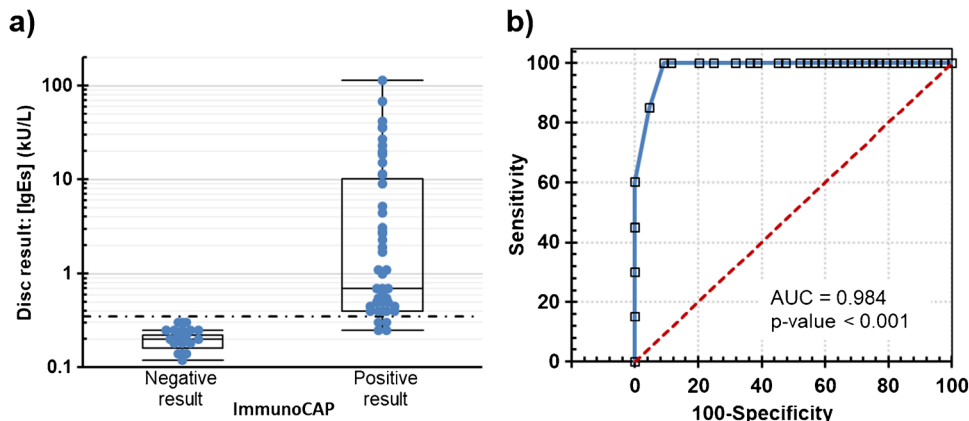 a)
Disc result: [IgEs] (kU/L)
100
10
1
0.1
Negative
result
Positive
result
ImmunoCAP
b)
Sensitivity
100
80
60
40
20
0
AUC = 0.984
p-value < 0.001
0 20 40 60 80 100
100-Specificity